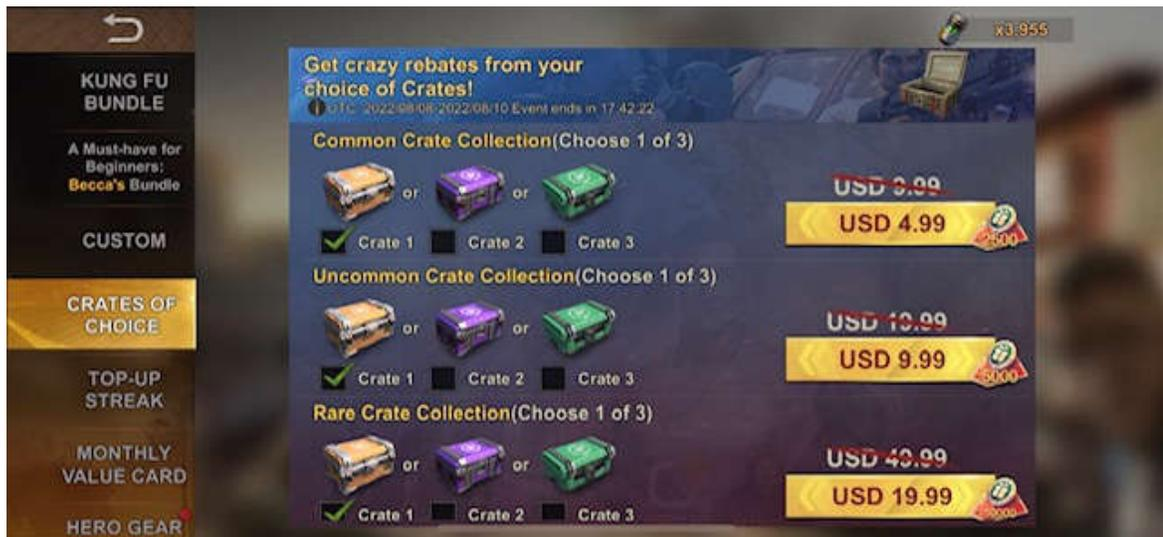 x3,955
KUNG FU
BUNDLE
A Must-have for
Beginners:
Becca's Bundle
CUSTOM
CRATES OF
CHOICE
TOP-UP
STREAK
MONTHLY
VALUE CARD
HERO GEAR
Get crazy rebates from your
choice of Crates!
UTC: 2022/08/08-2022/08/10 Event ends in 17:42:22
Common Crate Collection(Choose 1 of 3)
or or
Crate 1 Crate 2 Crate 3
USD 9.99
USD 4.99
2500
Uncommon Crate Collection(Choose 1 of 3)
or or
Crate 1 Crate 2 Crate 3
USD 19.99
USD 9.99
5000
Rare Crate Collection(Choose 1 of 3)
or or
Crate 1 Crate 2 Crate 3
USD 49.99
USD 19.99